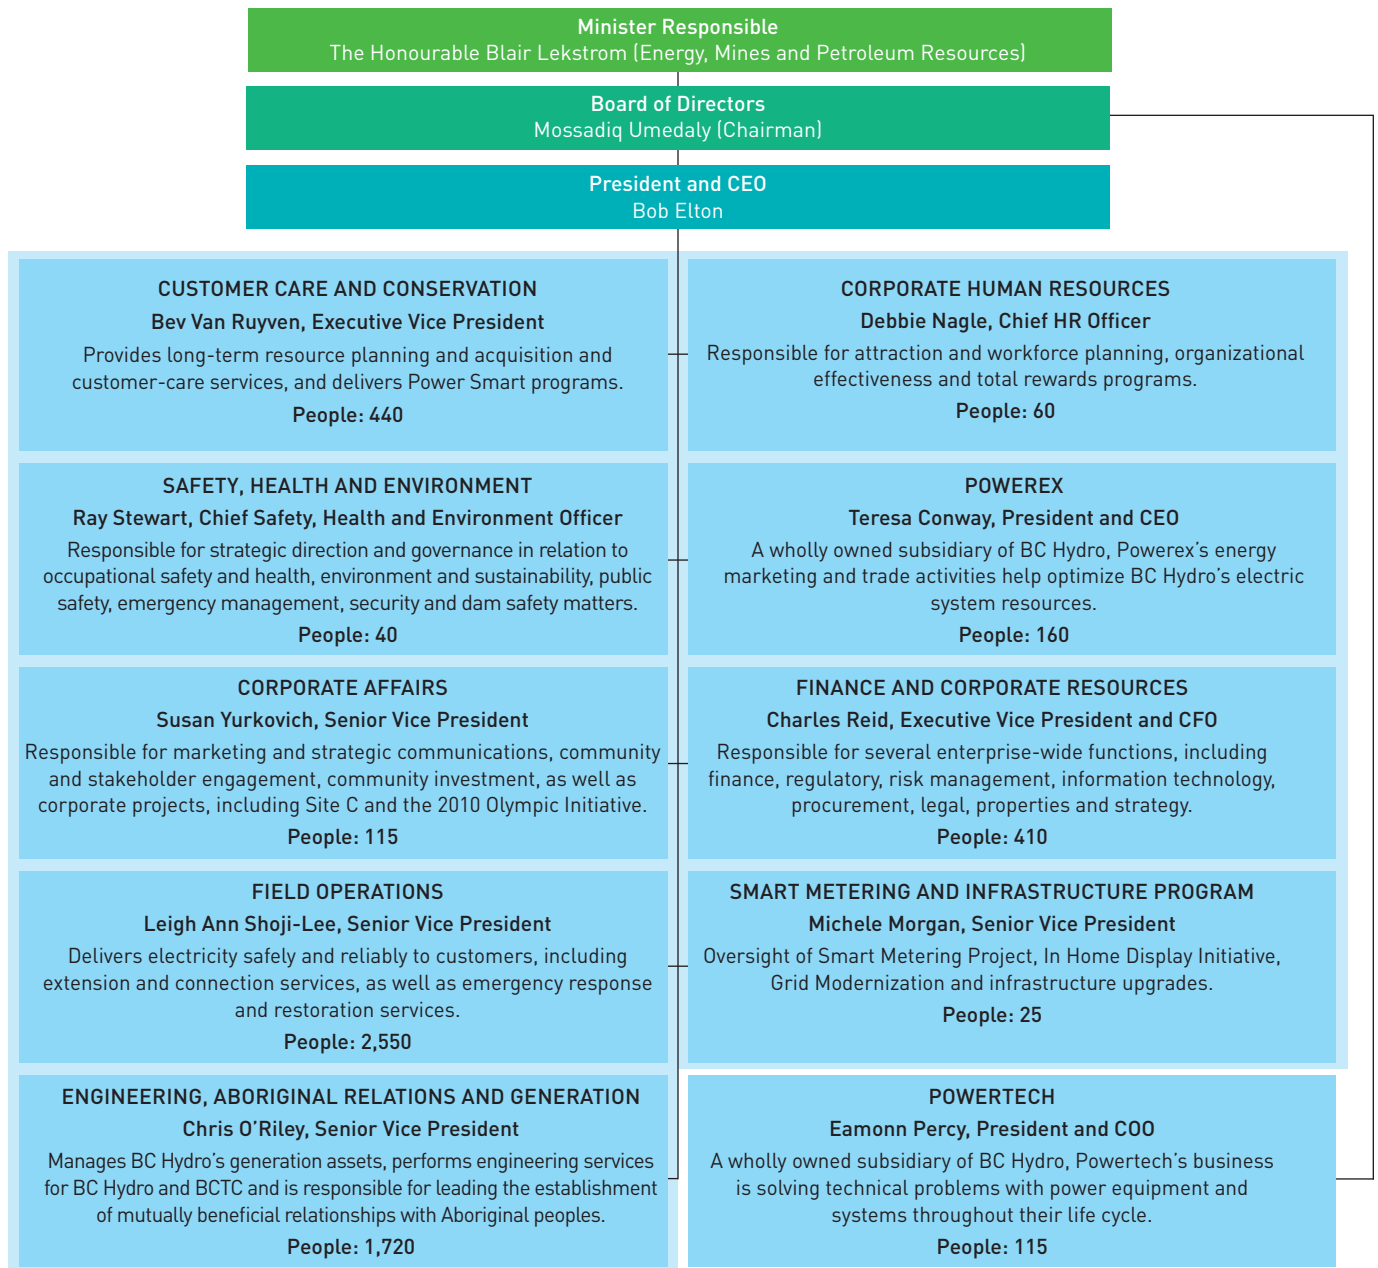 Minister Responsible
The Honourable Blair Lekstrom (Energy, Mines and Petroleum Resources)
Board of Directors
Mossadiq Umedaly (Chairman)
President and CEO
Bob Elton
CUSTOMER CARE AND CONSERVATION
Bev Van Ruyven, Executive Vice President
Provides long-term resource planning and acquisition and
customer-care services, and delivers Power Smart programs.
People: 440
CORPORATE HUMAN RESOURCES
Debbie Nagle, Chief HR Officer
Responsible for attraction and workforce planning, organizational
effectiveness and total rewards programs.
People: 60
SAFETY, HEALTH AND ENVIRONMENT
Ray Stewart, Chief Safety, Health and Environment Officer
Responsible for strategic direction and governance in relation to
occupational safety and health, environment and sustainability, public
safety, emergency management, security and dam safety matters.
People: 40
POWEREX
Teresa Conway, President and CEO
A wholly owned subsidiary of BC Hydro, Powerex’s energy
marketing and trade activities help optimize BC Hydro’s electric
system resources.
People: 160
CORPORATE AFFAIRS
Susan Yurkovich, Senior Vice President
Responsible for marketing and strategic communications, community
and stakeholder engagement, community investment, as well as
corporate projects, including Site C and the 2010 Olympic Initiative.
People: 115
FINANCE AND CORPORATE RESOURCES
Charles Reid, Executive Vice President and CFO
Responsible for several enterprise-wide functions, including
finance, regulatory, risk management, information technology,
procurement, legal, properties and strategy.
People: 410
FIELD OPERATIONS
Leigh Ann Shoji-Lee, Senior Vice President
Delivers electricity safely and reliably to customers, including
extension and connection services, as well as emergency response
and restoration services.
People: 2,550
SMART METERING AND INFRASTRUCTURE PROGRAM
Michele Morgan, Senior Vice President
Oversight of Smart Metering Project, In Home Display Initiative,
Grid Modernization and infrastructure upgrades.
People: 25
ENGINEERING, ABORIGINAL RELATIONS AND GENERATION
Chris O’Riley, Senior Vice President
Manages BC Hydro’s generation assets, performs engineering services
for BC Hydro and BCTC and is responsible for leading the establishment
of mutually beneficial relationships with Aboriginal peoples.
People: 1,720
POWERTECH
Eamonn Percy, President and COO
A wholly owned subsidiary of BC Hydro, Powertech’s business
is solving technical problems with power equipment and
systems throughout their life cycle.
People: 115